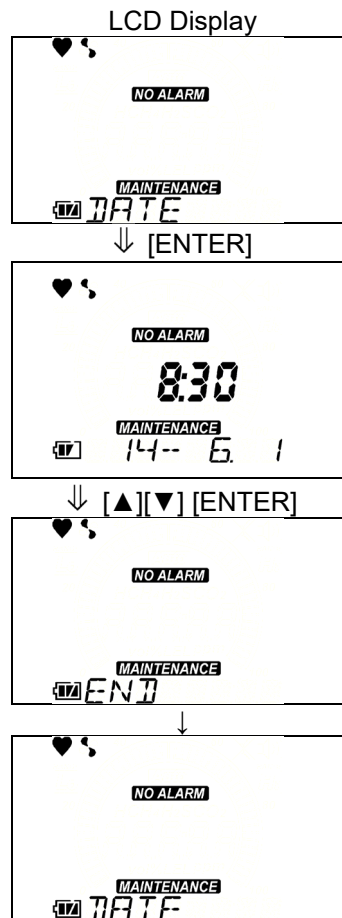 LCD Display
NO ALARM
MAINTENANCE
DATE
⇓ [ENTER]
NO ALARM
8:30
MAINTENANCE
14-- 6. 1
⇓ [▲][▼] [ENTER]
NO ALARM
MAINTENANCE
END
↓
NO ALARM
MAINTENANCE
DATE